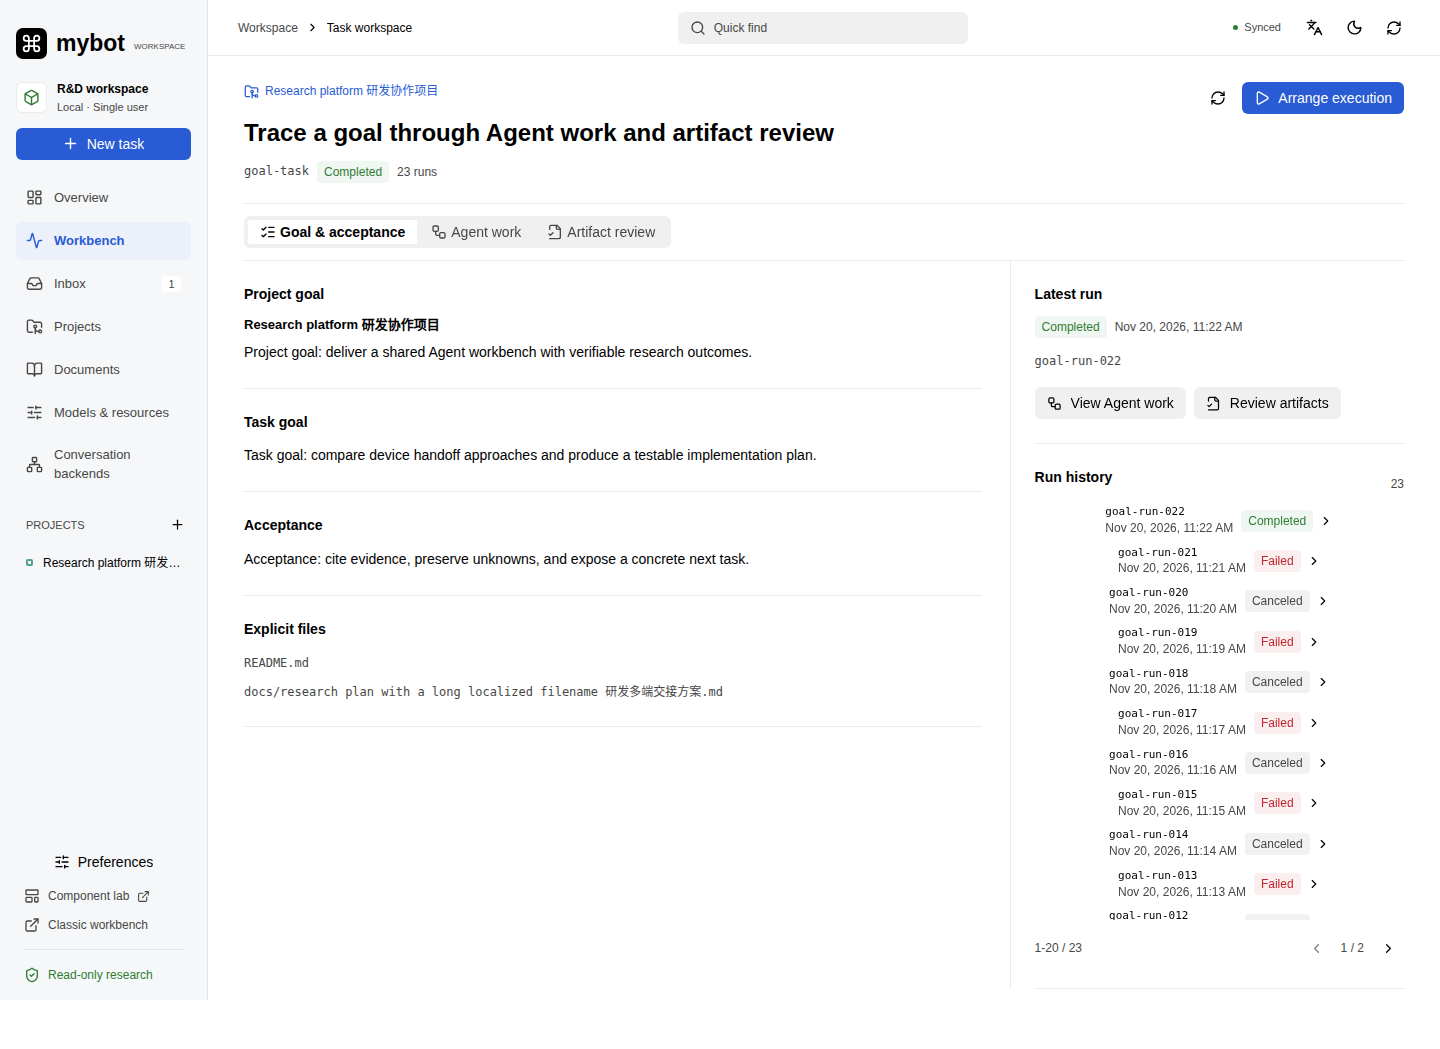 mybot WORKSPACE
R&D workspace
Local · Single user
New task
Overview
Workbench
Inbox 1
Projects
Documents
Models & resources
Conversation
backends
PROJECTS
Research platform 研发…
Preferences
Component lab
Classic workbench
Read-only research
Workspace Task workspace
Quick find
Synced
Research platform 研发协作项目
Arrange execution
Trace a goal through Agent work and artifact review
goal-task Completed 23 runs
Goal & acceptance Agent work Artifact review
Project goal
Research platform 研发协作项目
Project goal: deliver a shared Agent workbench with verifiable research outcomes.
Task goal
Task goal: compare device handoff approaches and produce a testable implementation plan.
Acceptance
Acceptance: cite evidence, preserve unknowns, and expose a concrete next task.
Explicit files
README.md
docs/research plan with a long localized filename 研发多端交接方案.md
Latest run
Completed Nov 20, 2026, 11:22 AM
goal-run-022
View Agent work Review artifacts
Run history 23
goal-run-022
Nov 20, 2026, 11:22 AM Completed
goal-run-021
Nov 20, 2026, 11:21 AM Failed
goal-run-020
Nov 20, 2026, 11:20 AM Canceled
goal-run-019
Nov 20, 2026, 11:19 AM Failed
goal-run-018
Nov 20, 2026, 11:18 AM Canceled
goal-run-017
Nov 20, 2026, 11:17 AM Failed
goal-run-016
Nov 20, 2026, 11:16 AM Canceled
goal-run-015
Nov 20, 2026, 11:15 AM Failed
goal-run-014
Nov 20, 2026, 11:14 AM Canceled
goal-run-013
Nov 20, 2026, 11:13 AM Failed
goal-run-012
1-20 / 23 1 / 2